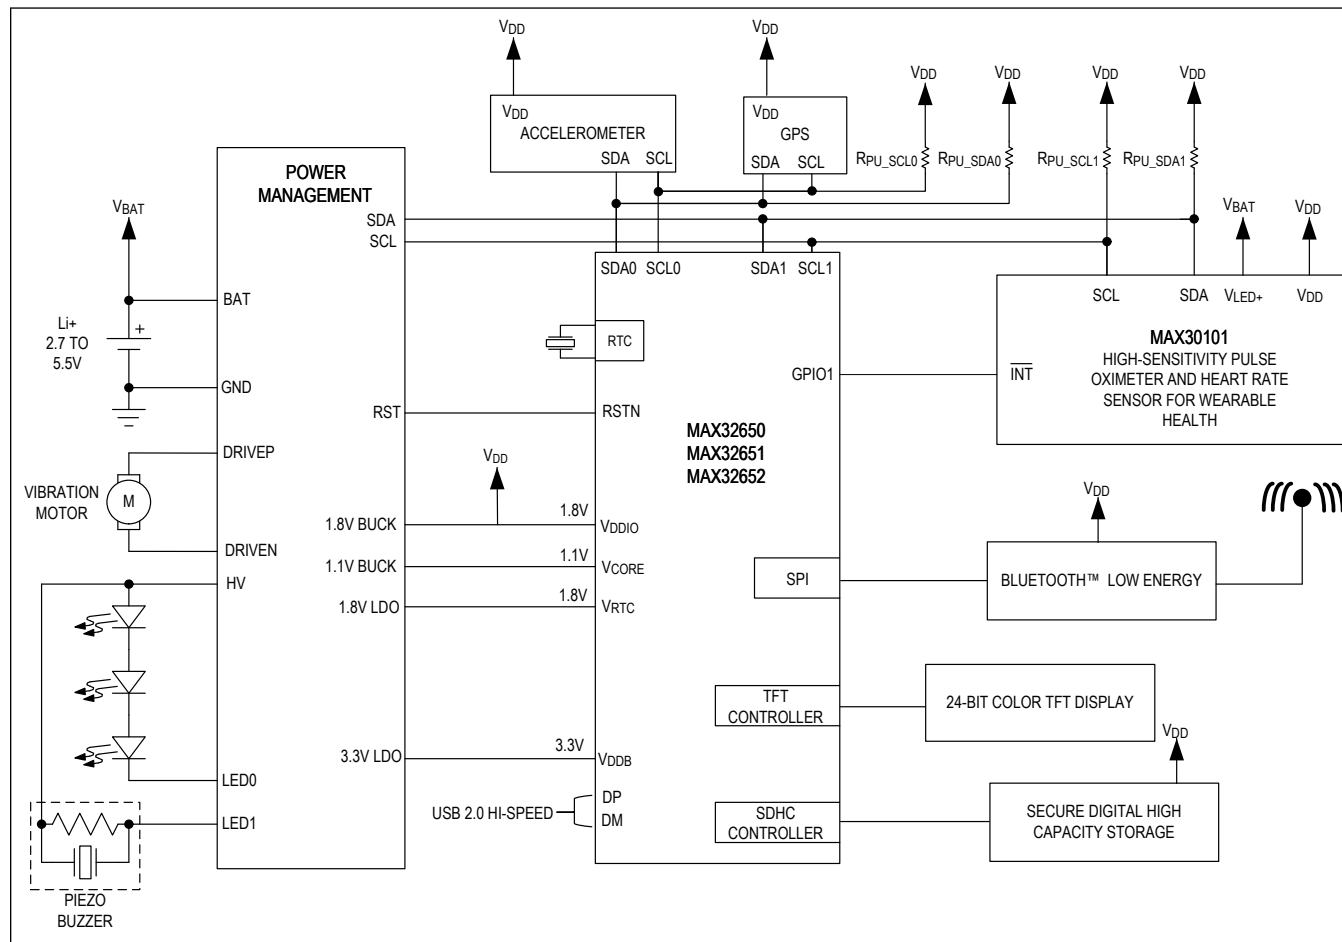 VDD
VDD
VDD
VDD
VDD
VDD
VDD
ACCELEROMETER
SDA SCL
VDD
GPS
SDA SCL
RPU_SCL0
RPU_SDA0
RPU_SCL1
RPU_SDA1
POWER
MANAGEMENT
SDA
SCL
VBAT
BAT
Li+
2.7 TO
5.5V
+
GND
DRIVEP
VIBRATION
MOTOR
M
DRIVEN
HV
LED0
LED1
PIEZO
BUZZER
RST
1.8V BUCK
1.1V BUCK
1.8V LDO
3.3V LDO
VDD
1.8V
1.1V
1.8V
3.3V
USB 2.0 HI-SPEED
SDA0 SCL0 SDA1 SCL1
RTC
GPIO1
RSTN
MAX32650
MAX32651
MAX32652
VDDIO
VCORE
VRTC
SPI
TFT
CONTROLLER
VDDB
DP
DM
SDHC
CONTROLLER
VBAT
VDD
SCL SDA VLED+ VDD
MAX30101
INT
HIGH-SENSITIVITY PULSE
OXIMETER AND HEART RATE
SENSOR FOR WEARABLE
HEALTH
VDD
BLUETOOTH™ LOW ENERGY
24-BIT COLOR TFT DISPLAY
VDD
SECURE DIGITAL HIGH
CAPACITY STORAGE